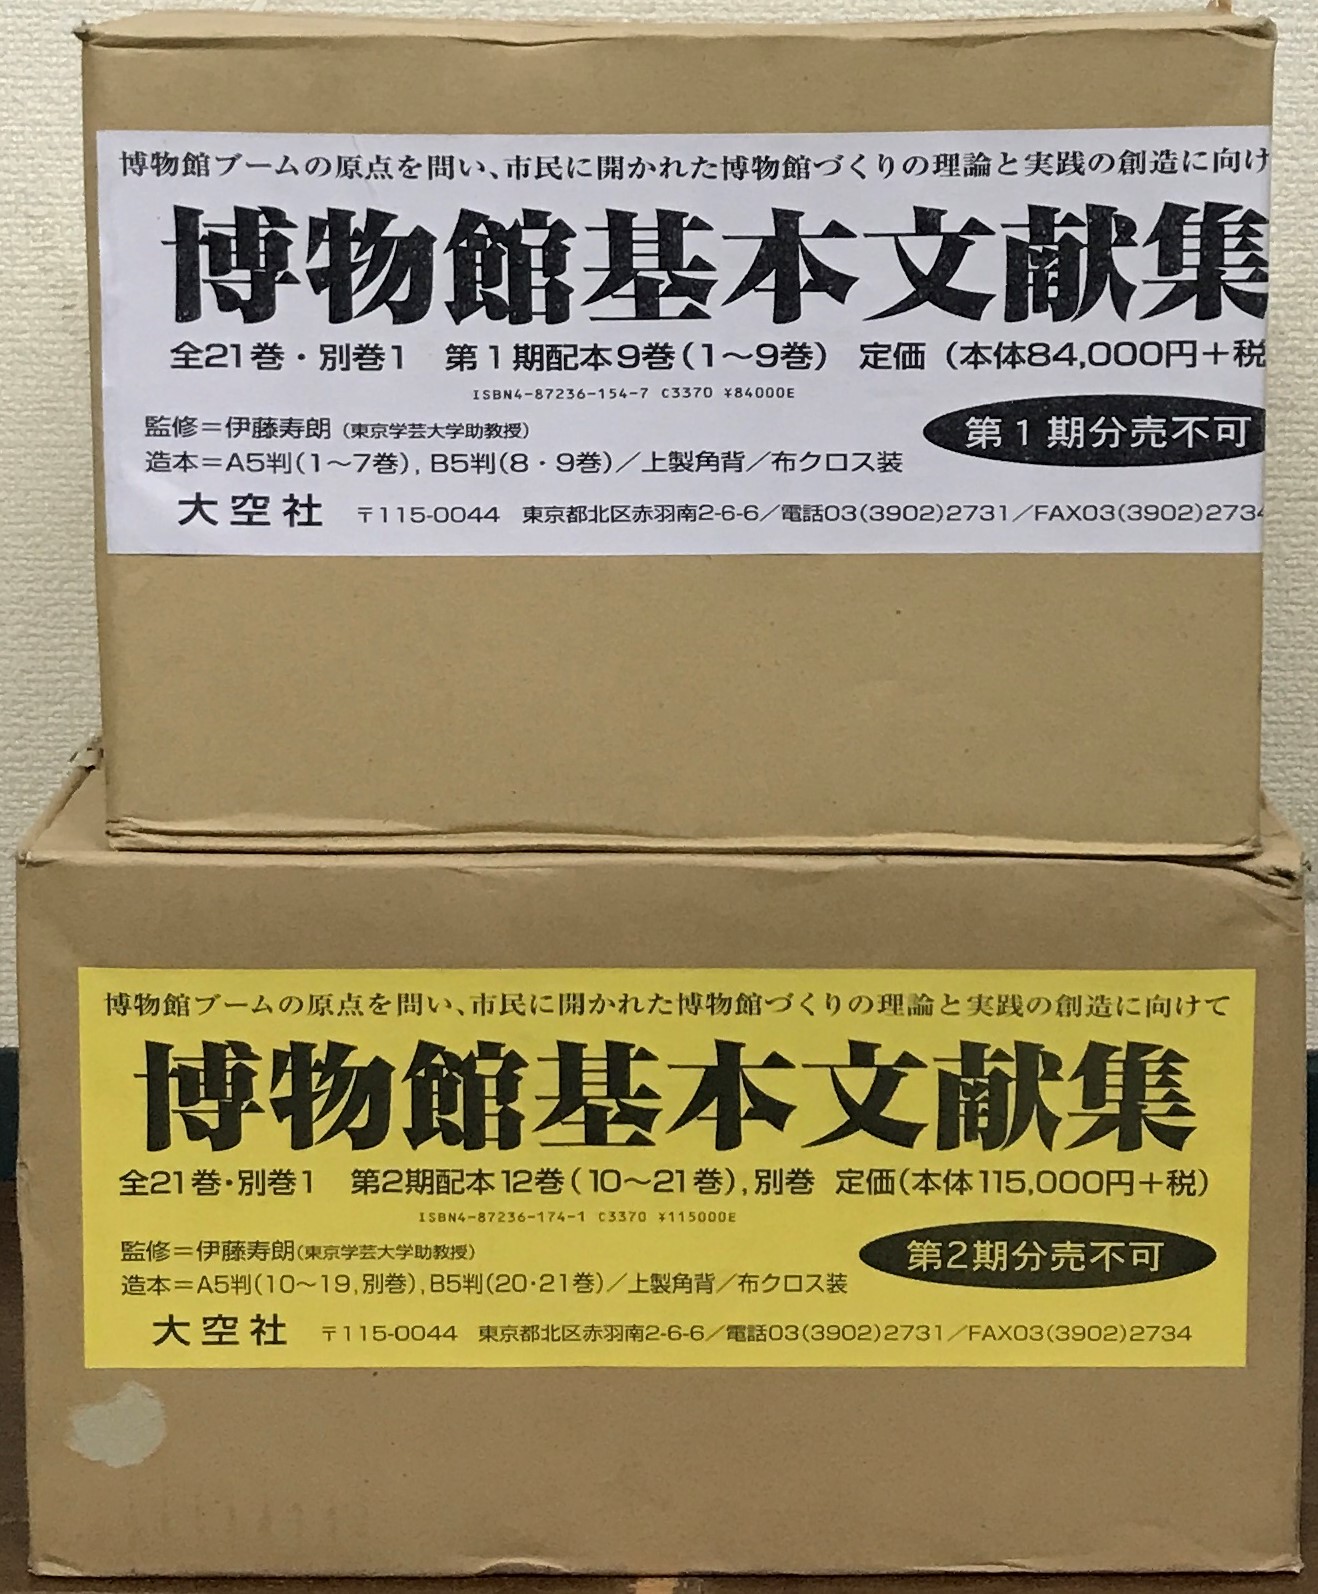 博物館ブームの原点を問い、市民に開かれた博物館づくりの理論と実践の創造に向け
博物館基本文献集
全21巻・別巻1 第1期配本9巻(1～9巻) 定価(本体84,000円+税
ISBN4-87236-154-7 C3370 ¥84000E
監修=伊藤寿朗(東京学芸大学助教授)
第1期分売不可
造本=A5判(1～7巻),B5判(8・9巻)/上製角背/布クロス装
大空社 〒115-0044 東京都北区赤羽南2-6-6/電話03(3902)2731/FAX03(3902)2734
博物館ブームの原点を問い、市民に開かれた博物館づくりの理論と実践の創造に向けて
博物館基本文献集
全21巻・別巻1 第2期配本12巻(10～21巻),別巻 定価(本体115,000円+税)
ISBN4-87236-174-1 C3370 ¥115000E
監修=伊藤寿朗(東京学芸大学助教授)
第2期分売不可
造本=A5判(10～19,別巻),B5判(20・21巻)/上製角背/布クロス装
大空社 〒115-0044 東京都北区赤羽南2-6-6/電話03(3902)2731/FAX03(3902)2734